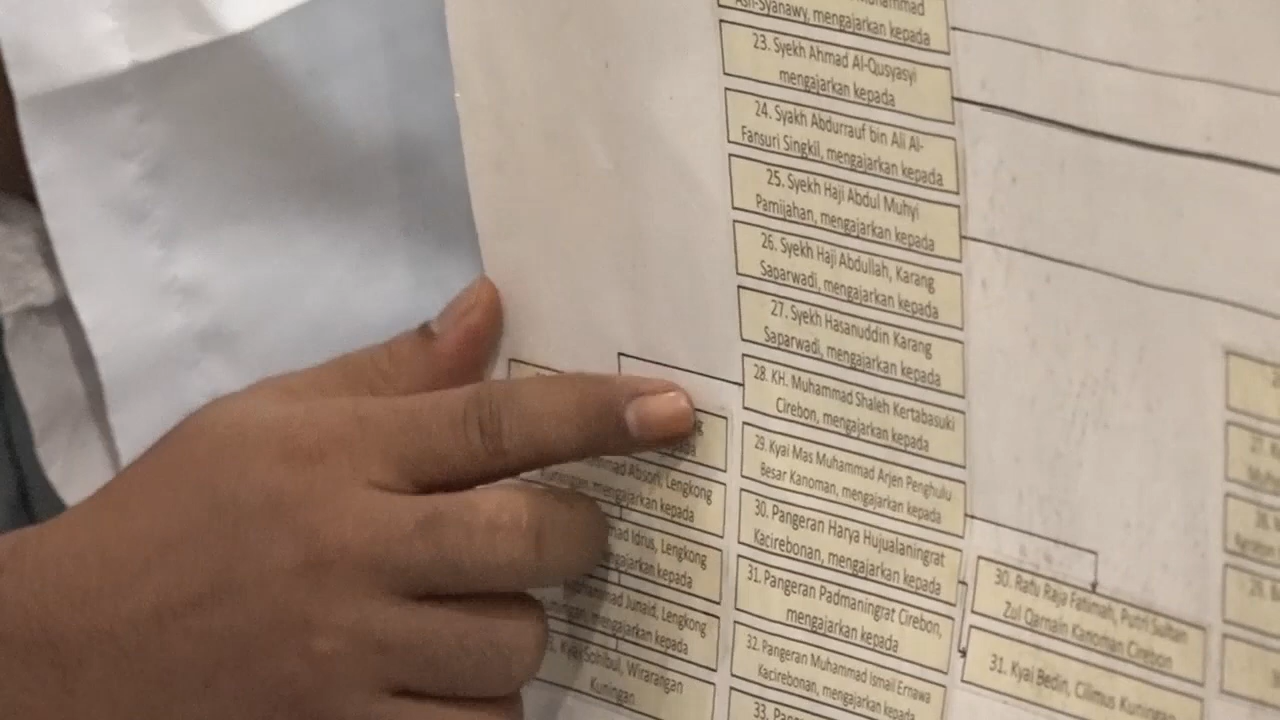 Muhammad
Ash-Syanawy, mengajarkan kepada
23. Syekh Ahmad Al-Qusyasyi
mengajarkan kepada
24. Syakh Abdurrauf bin Ali Al-
Fansuri Singkil, mengajarkan kepada
25. Syekh Haji Abdul Muhyi
Pamijahan, mengajarkan kepada
26. Syekh Haji Abdullah, Karang
Saparwadi, mengajarkan kepada
27. Syekh Hasanuddin Karang
Saparwadi, mengajarkan kepada
28. KH. Muhammad Shaleh Kertabasuki
Cirebon, mengajarkan kepada
29. Kyai Mas Muhammad Arjen Penghulu
Besar Kanoman, mengajarkan kepada
30. Pangeran Harya Hujualaningrat
Kacirebonan, mengajarkan kepada
31. Pangeran Padmaningrat Cirebon,
mengajarkan kepada
32. Pangeran Muhammad Ismail Ernawa
Kacirebonan, mengajarkan kepada
33.
Absori, Lengkong
Kuningan, mengajarkan kepada
Idrus, Lengkong
mengajarkan kepada
Junaid, Lengkong
mengajarkan kepada
Kyai Sohibul, Wirarangan
Kuningan
30. Ratu Raja Fatimah, Putri Sultan
Zul Qarnain Kanoman Cirebon
31. Kyai Bedin, Cilimus Kuningan